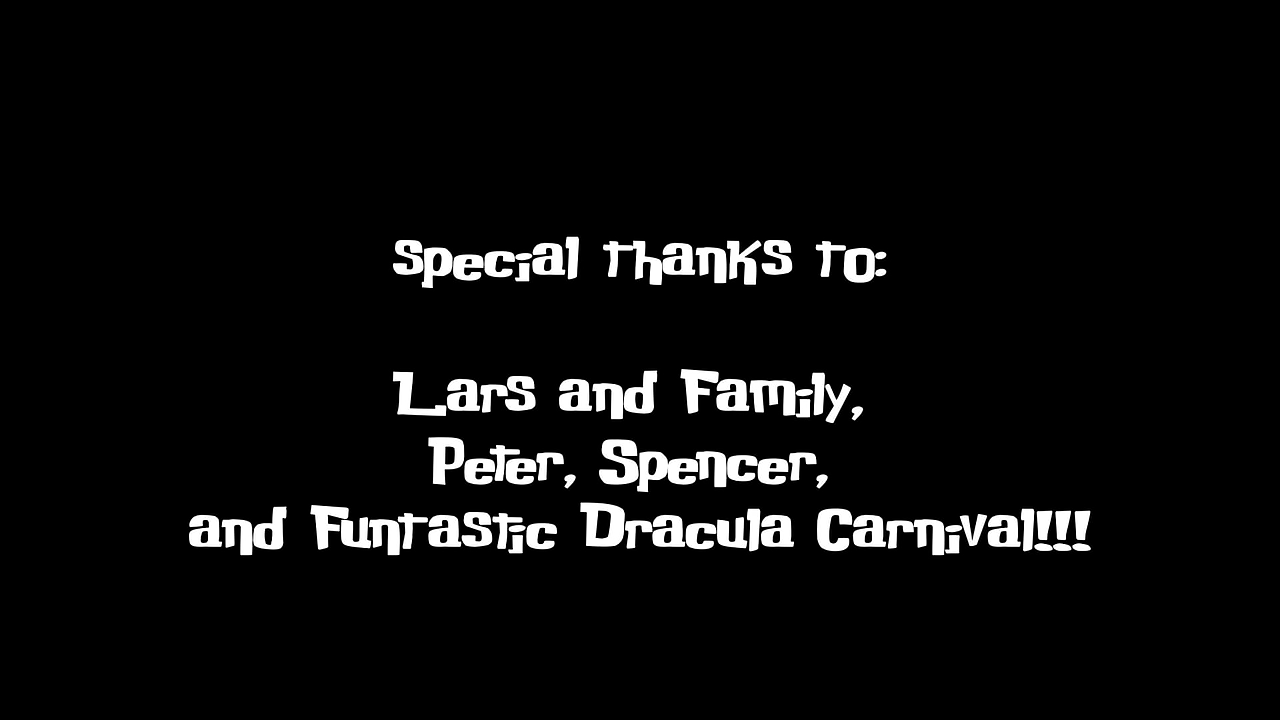 special thanks to:
Lars and Family,
Peter, Spencer,
and Funtastic Dracula Carnival!!!